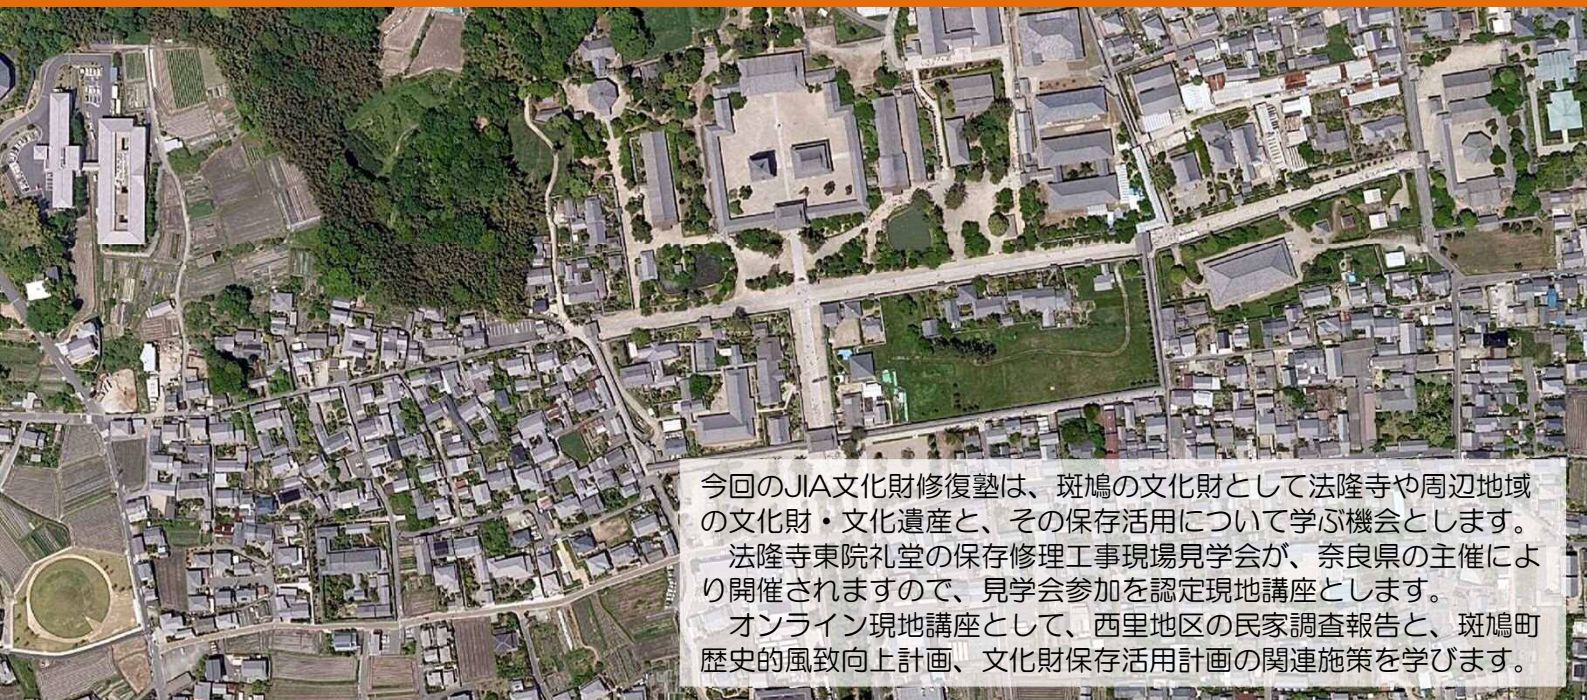 今回のJIA文化財修復塾は、斑鳩の文化財として法隆寺や周辺地域
の文化財・文化遺産と、その保存活用について学ぶ機会とします。
　法隆寺東院礼堂の保存修理工事現場見学会が、奈良県の主催によ
り開催されますので、見学会参加を認定現地講座とします。
　オンライン現地講座として、西里地区の民家調査報告と、斑鳩町
歴史的風致向上計画、文化財保存活用計画の関連施策を学びます。